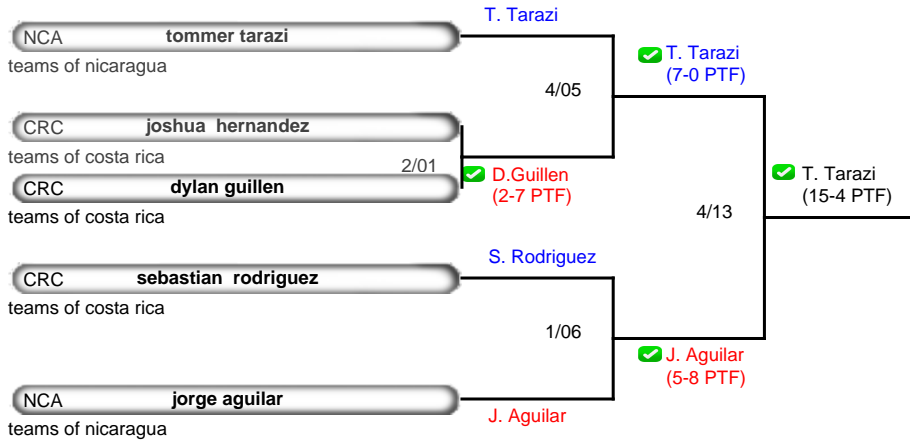 T. Tarazi
NCA tommer tarazi
teams of nicaragua
T. Tarazi
(7-0 PTF)
4/05
CRC joshua hernandez
teams of costa rica
2/01
D.Guillen
(2-7 PTF)
CRC dylan guillen
teams of costa rica
T. Tarazi
(15-4 PTF)
4/13
S. Rodriguez
CRC sebastian rodriguez
teams of costa rica
1/06
J. Aguilar
(5-8 PTF)
NCA jorge aguilar
J. Aguilar
teams of nicaragua